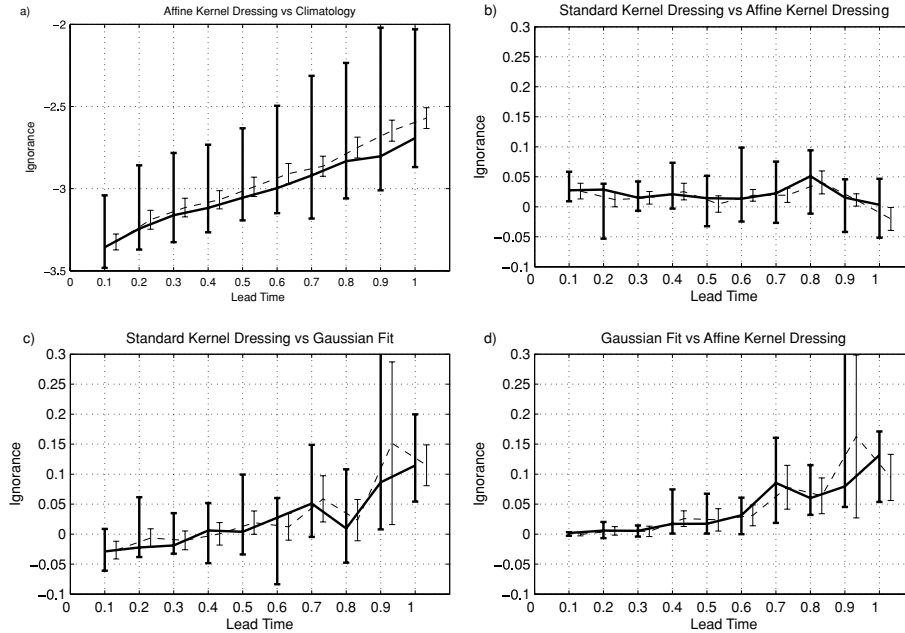 a)
Affine Kernel Dressing vs Climatology
-2
-2.5
-3
-3.5
Ignorance
0 0.1 0.2 0.3 0.4 0.5 0.6 0.7 0.8 0.9 1
Lead Time
b)
Standard Kernel Dressing vs Affine Kernel Dressing
0.3
0.25
0.2
0.15
0.1
0.05
0
-0.05
-0.1
Ignorance
0 0.1 0.2 0.3 0.4 0.5 0.6 0.7 0.8 0.9 1
Lead Time
c)
Standard Kernel Dressing vs Gaussian Fit
0.3
0.25
0.2
0.15
0.1
0.05
0
-0.05
-0.1
Ignorance
0 0.1 0.2 0.3 0.4 0.5 0.6 0.7 0.8 0.9 1
Lead Time
d)
Gaussian Fit vs Affine Kernel Dressing
0.3
0.25
0.2
0.15
0.1
0.05
0
-0.05
-0.1
Ignorance
0 0.1 0.2 0.3 0.4 0.5 0.6 0.7 0.8 0.9 1
Lead Time